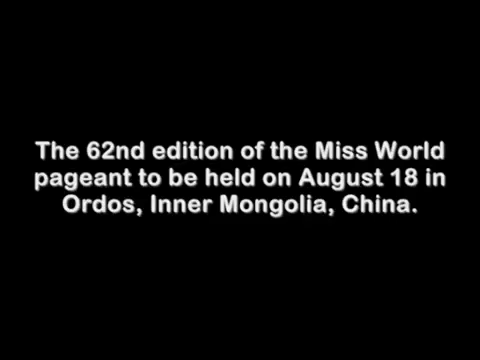 The 62nd edition of the Miss World
pageant to be held on August 18 in
Ordos, Inner Mongolia, China.